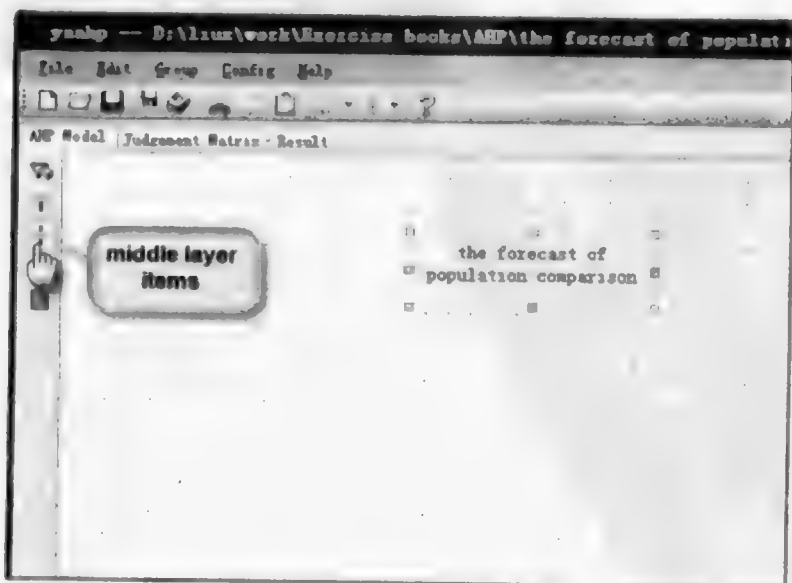 yaahp -- D:\liux\work\Exercise books\AHP\the forecast of populati
File Edit Group Config Help
AHP Model Judgement Matrix Result
middle layer
items
the forecast of
population comparison